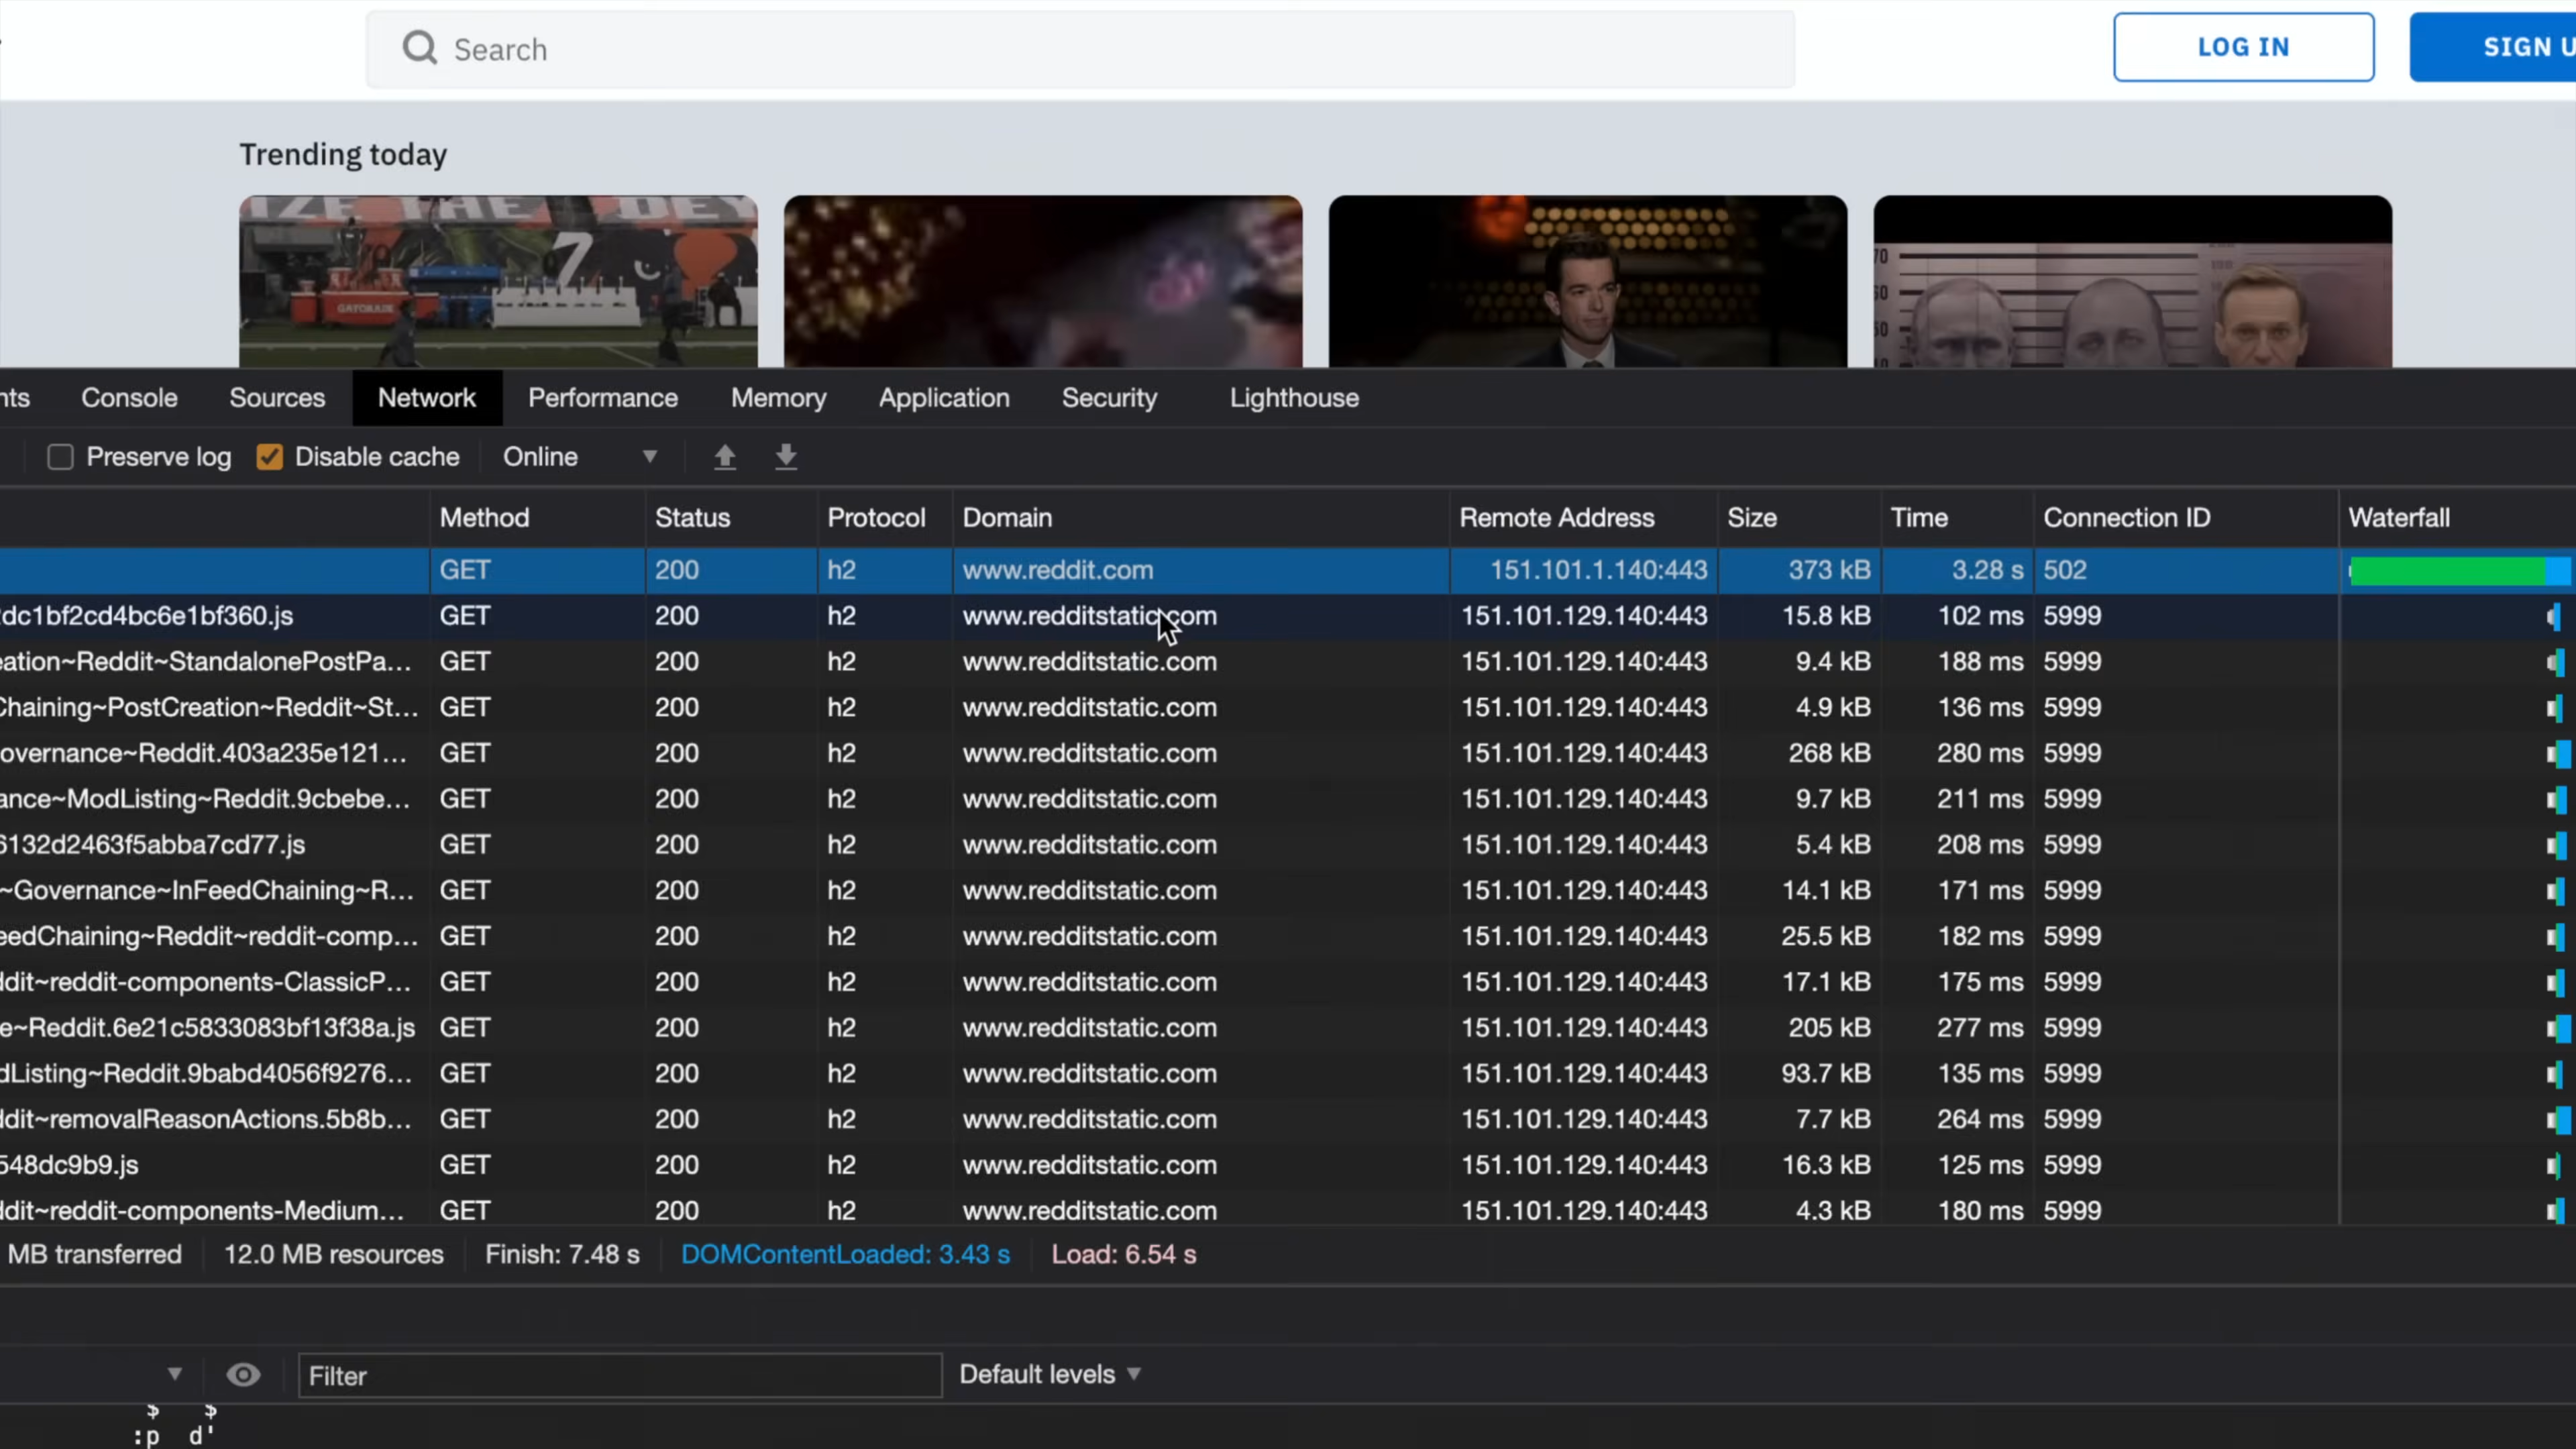 Search LOG IN SIGN U
Trending today
IZE THE DEY
7
GATORADE
70
60
50
nts Console Sources Network Performance Memory Application Security Lighthouse
Preserve log Disable cache Online
Method Status Protocol Domain Remote Address Size Time Connection ID Waterfall
GET 200 h2 www.reddit.com 151.101.1.140:443 373 kB 3.28 s 502
dc1bf2cd4bc6e1bf360.js GET 200 h2 www.redditstatic.com 151.101.129.140:443 15.8 kB 102 ms 5999
eation~Reddit~StandalonePostPa... GET 200 h2 www.redditstatic.com 151.101.129.140:443 9.4 kB 188 ms 5999
Chaining~PostCreation~Reddit~St... GET 200 h2 www.redditstatic.com 151.101.129.140:443 4.9 kB 136 ms 5999
overnance~Reddit.403a235e121... GET 200 h2 www.redditstatic.com 151.101.129.140:443 268 kB 280 ms 5999
ance~ModListing~Reddit.9cbebe... GET 200 h2 www.redditstatic.com 151.101.129.140:443 9.7 kB 211 ms 5999
6132d2463f5abba7cd77.js GET 200 h2 www.redditstatic.com 151.101.129.140:443 5.4 kB 208 ms 5999
~Governance~InFeedChaining~R... GET 200 h2 www.redditstatic.com 151.101.129.140:443 14.1 kB 171 ms 5999
eedChaining~Reddit~reddit-comp... GET 200 h2 www.redditstatic.com 151.101.129.140:443 25.5 kB 182 ms 5999
ddit~reddit-components-ClassicP... GET 200 h2 www.redditstatic.com 151.101.129.140:443 17.1 kB 175 ms 5999
e~Reddit.6e21c5833083bf13f38a.js GET 200 h2 www.redditstatic.com 151.101.129.140:443 205 kB 277 ms 5999
dListing~Reddit.9babd4056f9276... GET 200 h2 www.redditstatic.com 151.101.129.140:443 93.7 kB 135 ms 5999
ddit~removalReasonActions.5b8b... GET 200 h2 www.redditstatic.com 151.101.129.140:443 7.7 kB 264 ms 5999
548dc9b9.js GET 200 h2 www.redditstatic.com 151.101.129.140:443 16.3 kB 125 ms 5999
ddit~reddit-components-Medium... GET 200 h2 www.redditstatic.com 151.101.129.140:443 4.3 kB 180 ms 5999
MB transferred 12.0 MB resources Finish: 7.48 s DOMContentLoaded: 3.43 s Load: 6.54 s
Filter Default levels
$ $
:p d'